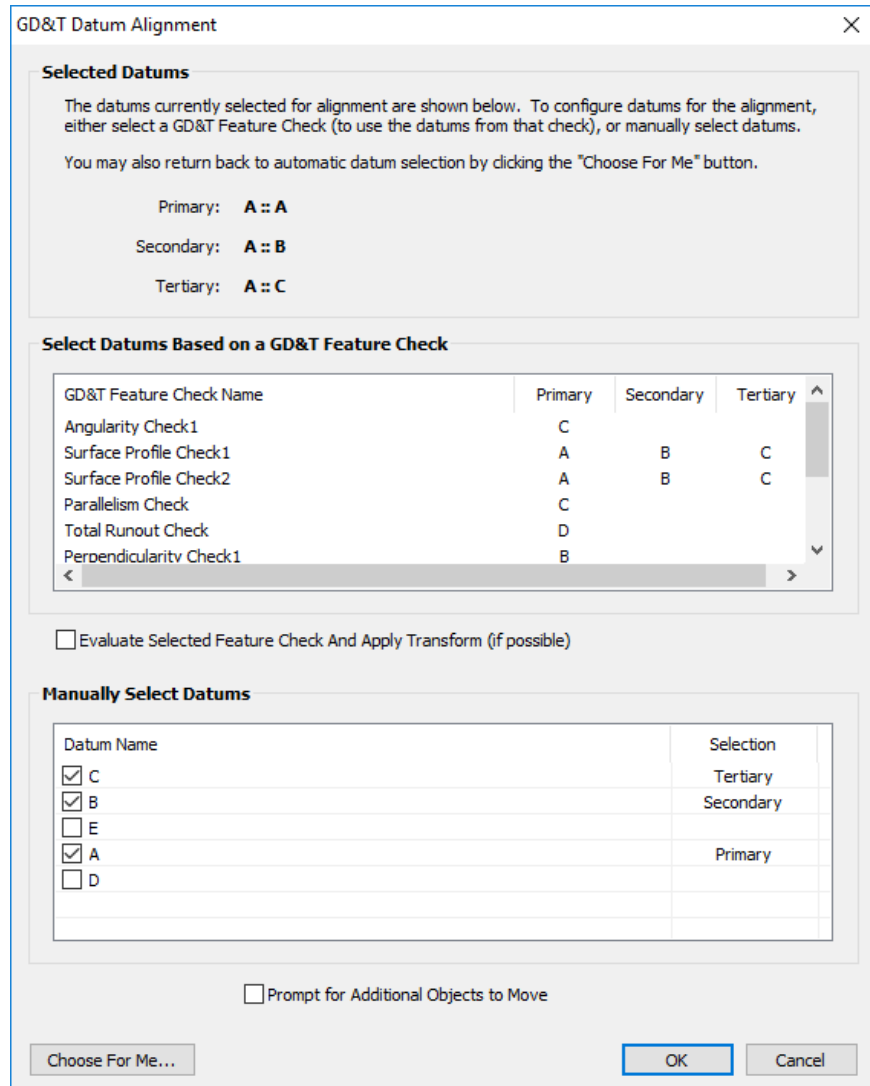 GD&T Datum Alignment
Selected Datums
The datums currently selected for alignment are shown below. To configure datums for the alignment,
either select a GD&T Feature Check (to use the datums from that check), or manually select datums.
You may also return back to automatic datum selection by clicking the "Choose For Me" button.
Primary: A :: A
Secondary: A :: B
Tertiary: A :: C
Select Datums Based on a GD&T Feature Check
GD&T Feature Check Name Primary Secondary Tertiary
Angularity Check1 C
Surface Profile Check1 A B C
Surface Profile Check2 A B C
Parallelism Check C
Total Runout Check D
Perpendicularity Check1 B
Evaluate Selected Feature Check And Apply Transform (if possible)
Manually Select Datums
Datum Name Selection
C Tertiary
B Secondary
E
A Primary
D
Prompt for Additional Objects to Move
Choose For Me... OK Cancel